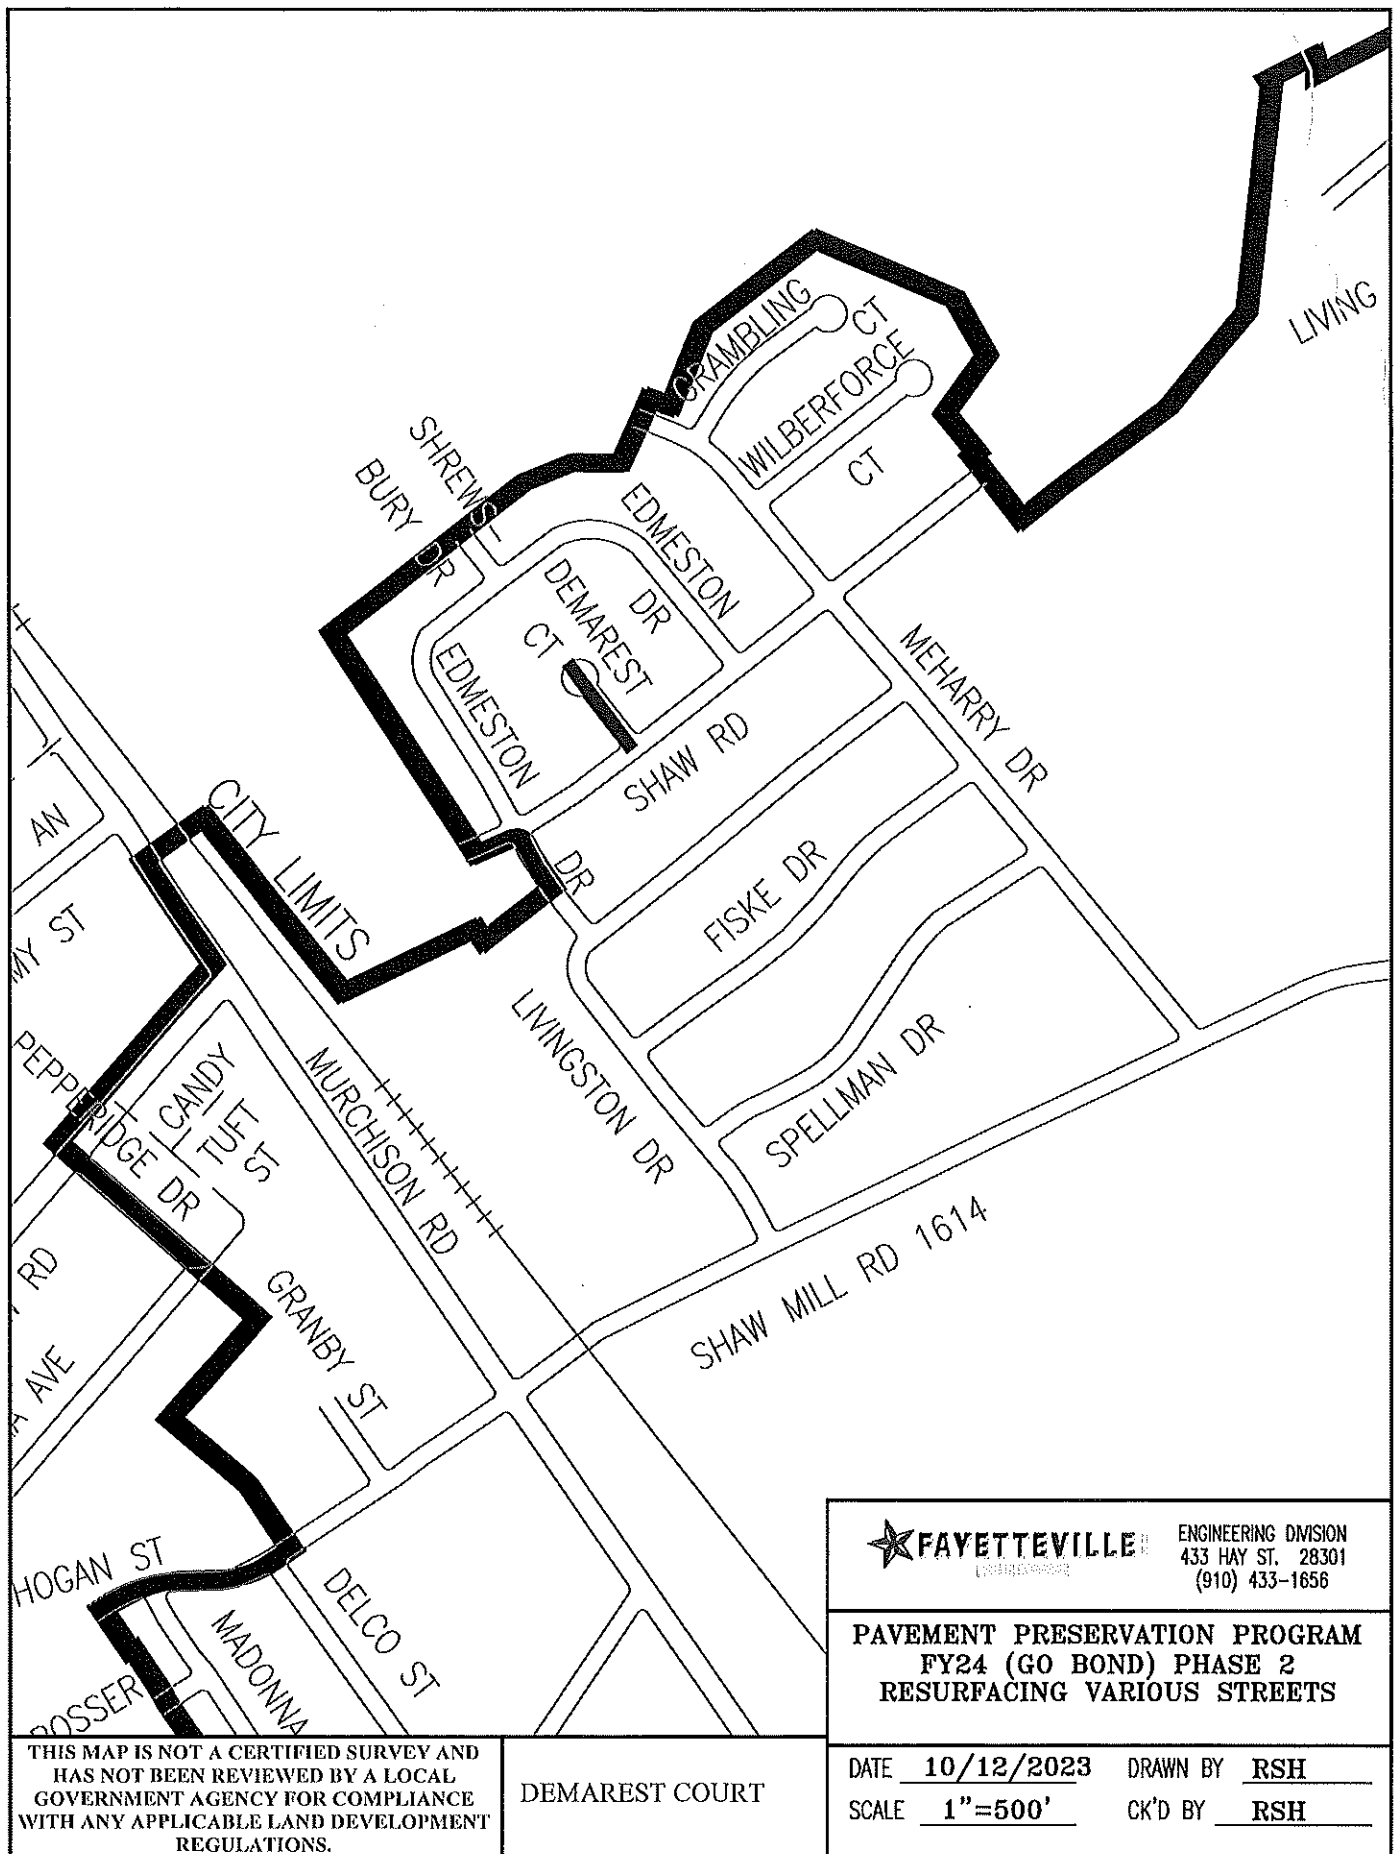 LIVING
GRAMBLING
CT
WILBERFORCE
CT
SHREWS-
BURY DR
EDMESTON
DR
DEMAREST
CT
EDMESTON
DR
SHAW RD
MEHARRY DR
AN
CITY LIMITS
MY ST
FISKE DR
LIVINGSTON DR
SPELLMAN DR
PEPPERIDGE DR
CANDY
TUFT
ST
MURCHISON RD
RD
SHAW MILL RD 1614
GRANBY ST
A AVE
HOGAN ST
DELCO ST
MADONNA
ROSSER
FAYETTEVILLE
ENGINEERING DIVISION
433 HAY ST. 28301
(910) 433-1656
PAVEMENT PRESERVATION PROGRAM
FY24 (GO BOND) PHASE 2
RESURFACING VARIOUS STREETS
THIS MAP IS NOT A CERTIFIED SURVEY AND
HAS NOT BEEN REVIEWED BY A LOCAL
GOVERNMENT AGENCY FOR COMPLIANCE
WITH ANY APPLICABLE LAND DEVELOPMENT
REGULATIONS.
DEMAREST COURT
DATE 10/12/2023 DRAWN BY RSH
SCALE 1"=500' CK'D BY RSH